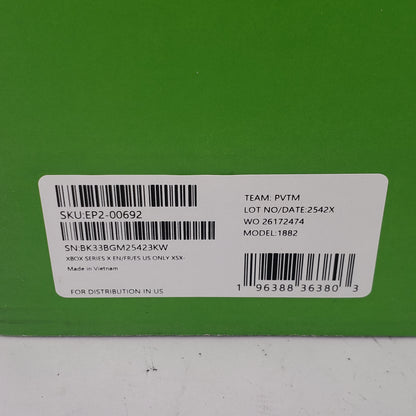 SKU:EP2-00692
SN:BK33BGM25423KW
XBOX SERIES X EN/FR/ES US ONLY XSX-
Made in Vietnam
FOR DISTRIBUTION IN US
TEAM: PVTM
LOT NO/DATE:2542X
WO:26172474
MODEL:1882
1 96388 36380 3